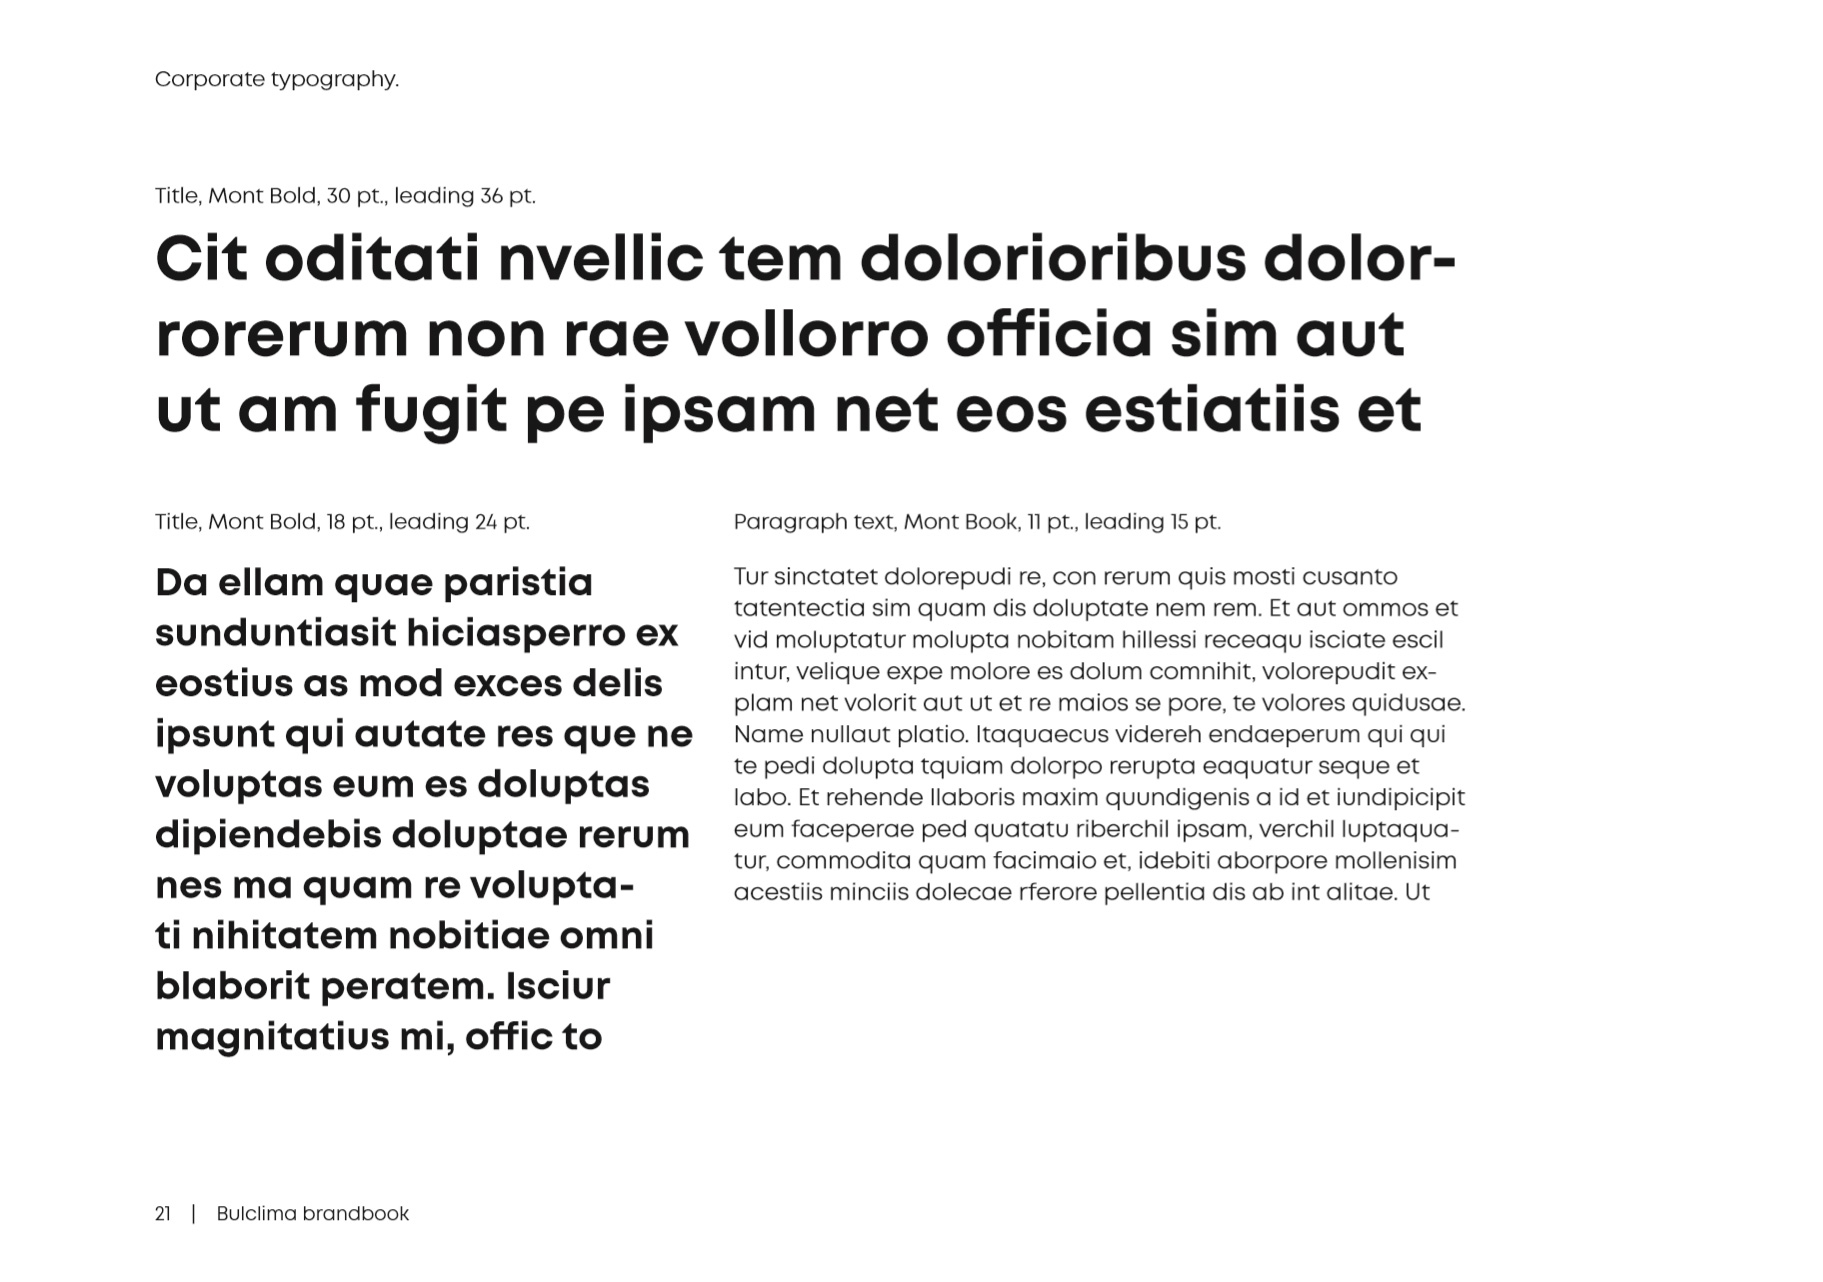 Corporate typography.
Title, Mont Bold, 30 pt., leading 36 pt.
Cit oditati nvellic tem dolorioribus dolor-
rorerum non rae vollorro officia sim aut
ut am fugit pe ipsam net eos estiatiis et
Title, Mont Bold, 18 pt., leading 24 pt.
Da ellam quae paristia
sunduntiasit hiciasperro ex
eostius as mod exces delis
ipsunt qui autate res que ne
voluptas eum es doluptas
dipiendebis doluptae rerum
nes ma quam re volupta-
ti nihitatem nobitiae omni
blaborit peratem. Isciur
magnitatius mi, offic to
Paragraph text, Mont Book, 11 pt., leading 15 pt.
Tur sinctatet dolorepudi re, con rerum quis mosti cusanto
tatentectia sim quam dis doluptate nem rem. Et aut ommos et
vid moluptatur molupta nobitam hillessi receaqu isciate escil
intur, velique expe molore es dolum comnihit, volorepudit ex-
plam net volorit aut ut et re maios se pore, te volores quidusae.
Name nullaut platio. Itaquaecus videreh endaeperum qui qui
te pedi dolupta tquiam dolorpo rerupta eaquatur seque et
labo. Et rehende llaboris maxim quundigenis a id et iundipicipit
eum faceperae ped quatatu riberchil ipsam, verchil luptaqua-
tur, commodita quam facimaio et, idebiti aborpore mollenisim
acestiis minciis dolecae rferore pellentia dis ab int alitae. Ut
21 | Bulclima brandbook